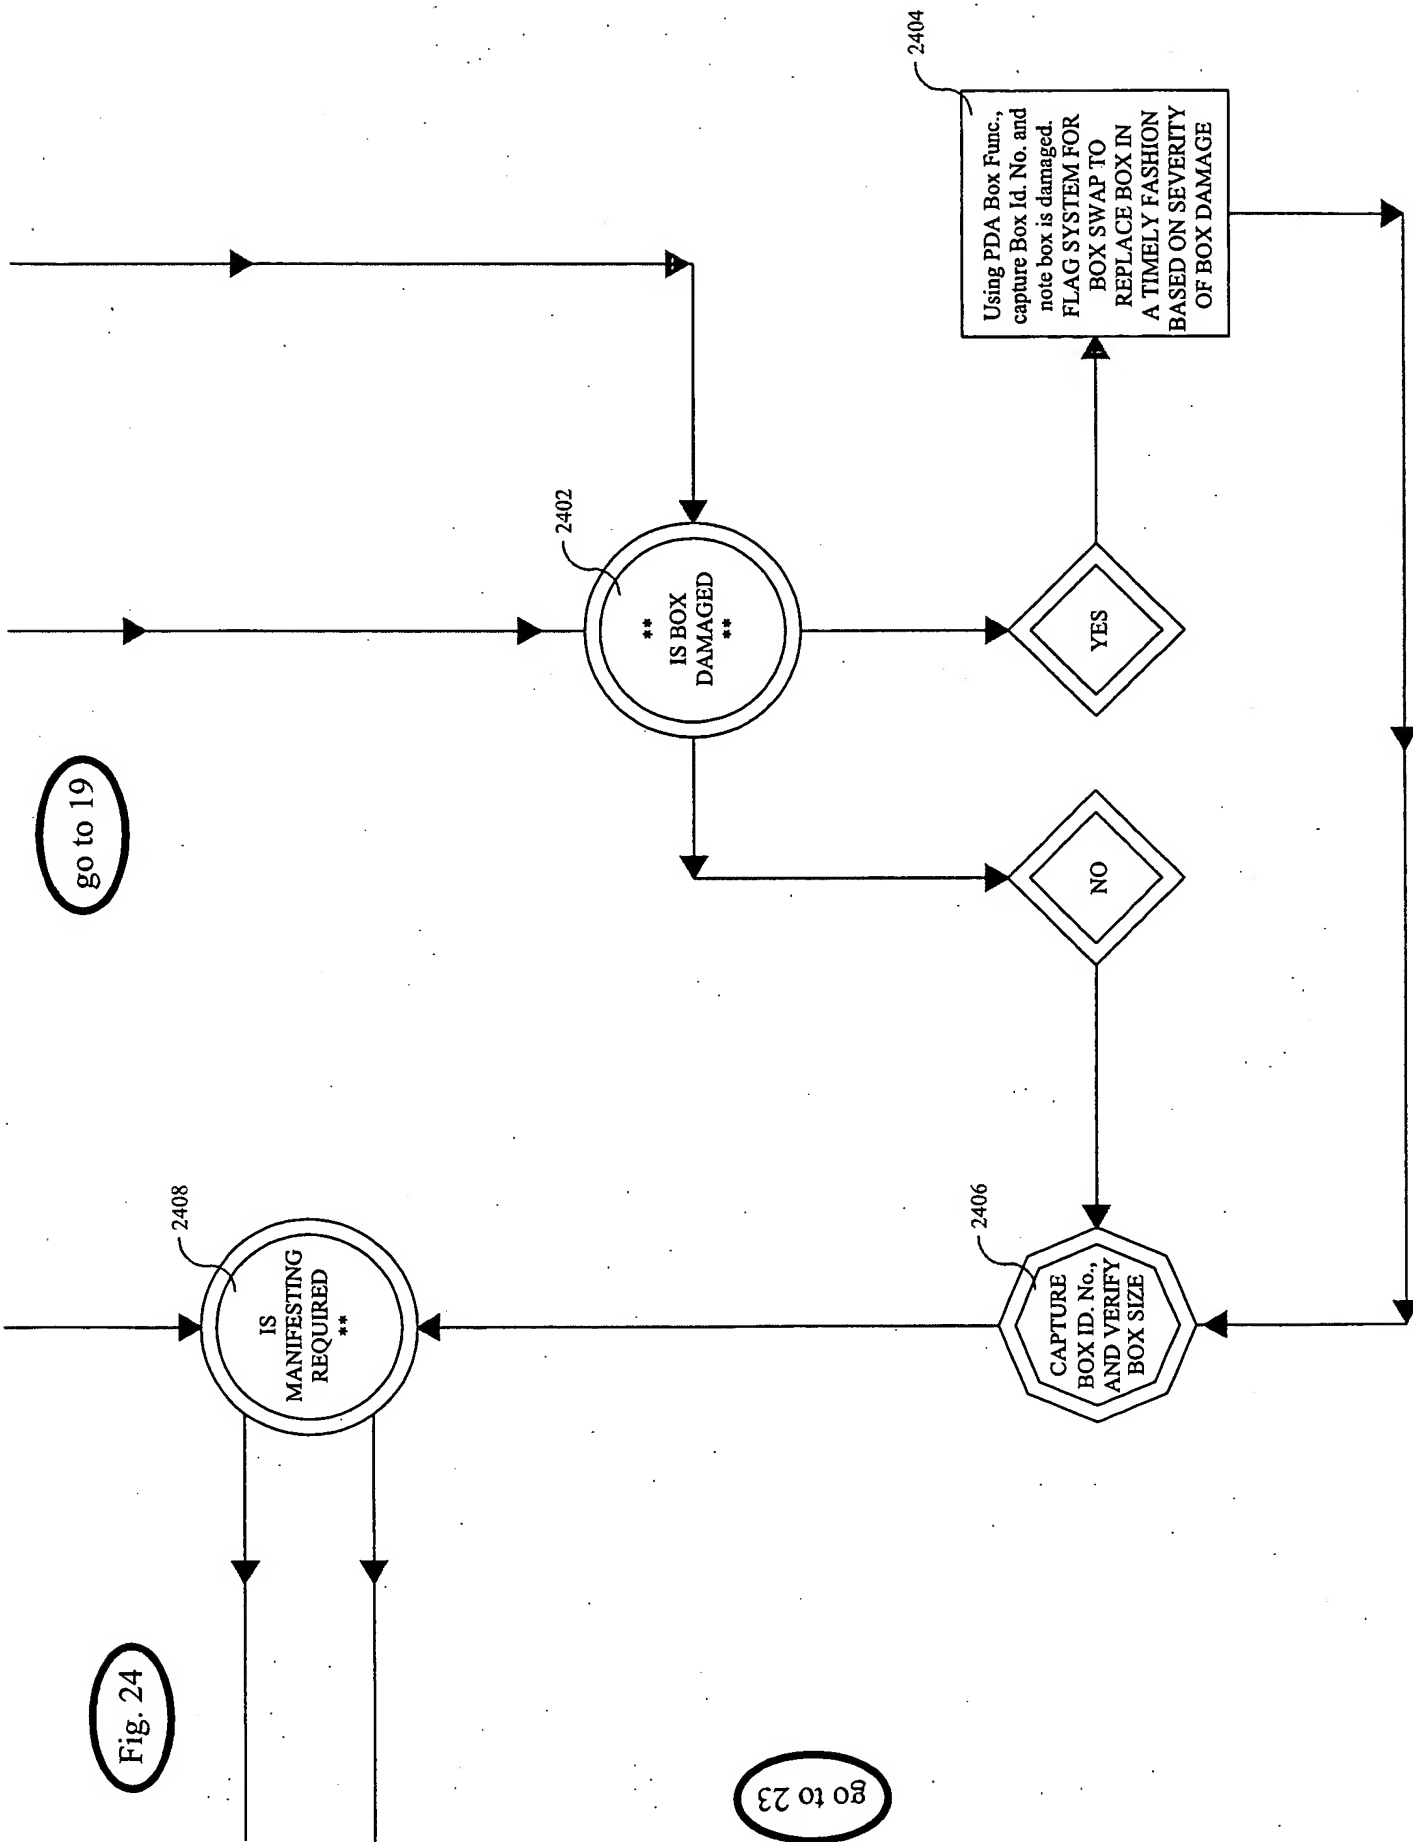 Fig. 24
go to 19
go to 23
2408
IS
MANIFESTING
REQUIRED
**
2402
**
IS BOX
DAMAGED
**
2406
CAPTURE
BOX ID. No.,
AND VERIFY
BOX SIZE
NO
YES
2404
Using PDA Box Func.,
capture Box Id. No. and
note box is damaged.
FLAG SYSTEM FOR
BOX SWAP TO
REPLACE BOX IN
A TIMELY FASHION
BASED ON SEVERITY
OF BOX DAMAGE